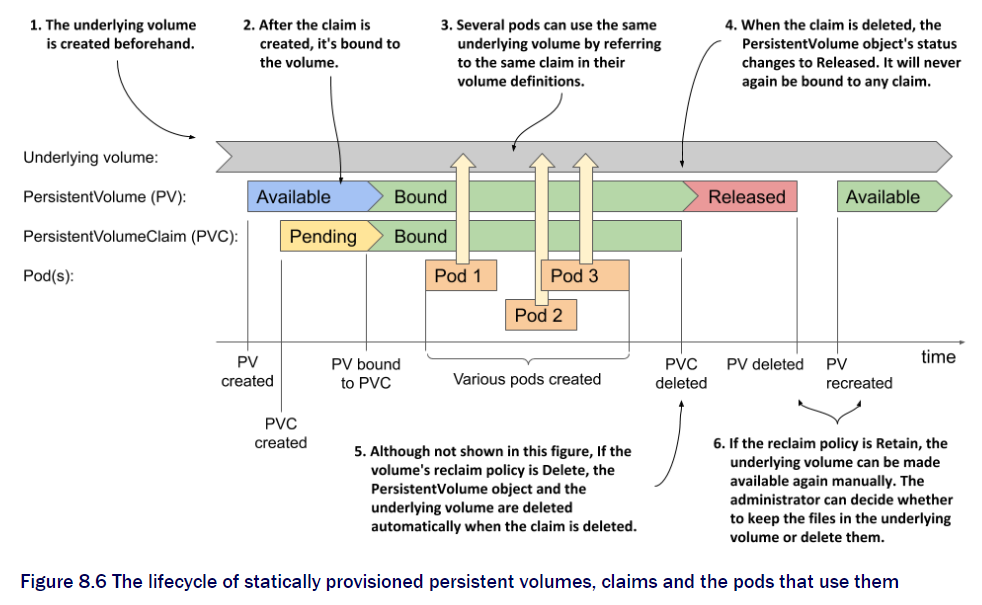 1. The underlying volume
is created beforehand.
2. After the claim is
created, it's bound to
the volume.
3. Several pods can use the same
underlying volume by referring
to the same claim in their
volume definitions.
4. When the claim is deleted, the
PersistentVolume object's status
changes to Released. It will never
again be bound to any claim.
Underlying volume:
PersistentVolume (PV):
Available
Bound
Released
Available
PersistentVolumeClaim (PVC):
Pending
Bound
Pod(s):
Pod 1
Pod 3
Pod 2
time
PV
created
PVC
created
PV bound
to PVC
Various pods created
PVC
deleted
PV deleted
PV
recreated
5. Although not shown in this figure, If the
volume's reclaim policy is Delete, the
PersistentVolume object and the
underlying volume are deleted
automatically when the claim is deleted.
6. If the reclaim policy is Retain, the
underlying volume can be made
available again manually. The
administrator can decide whether
to keep the files in the underlying
volume or delete them.
Figure 8.6 The lifecycle of statically provisioned persistent volumes, claims and the pods that use them